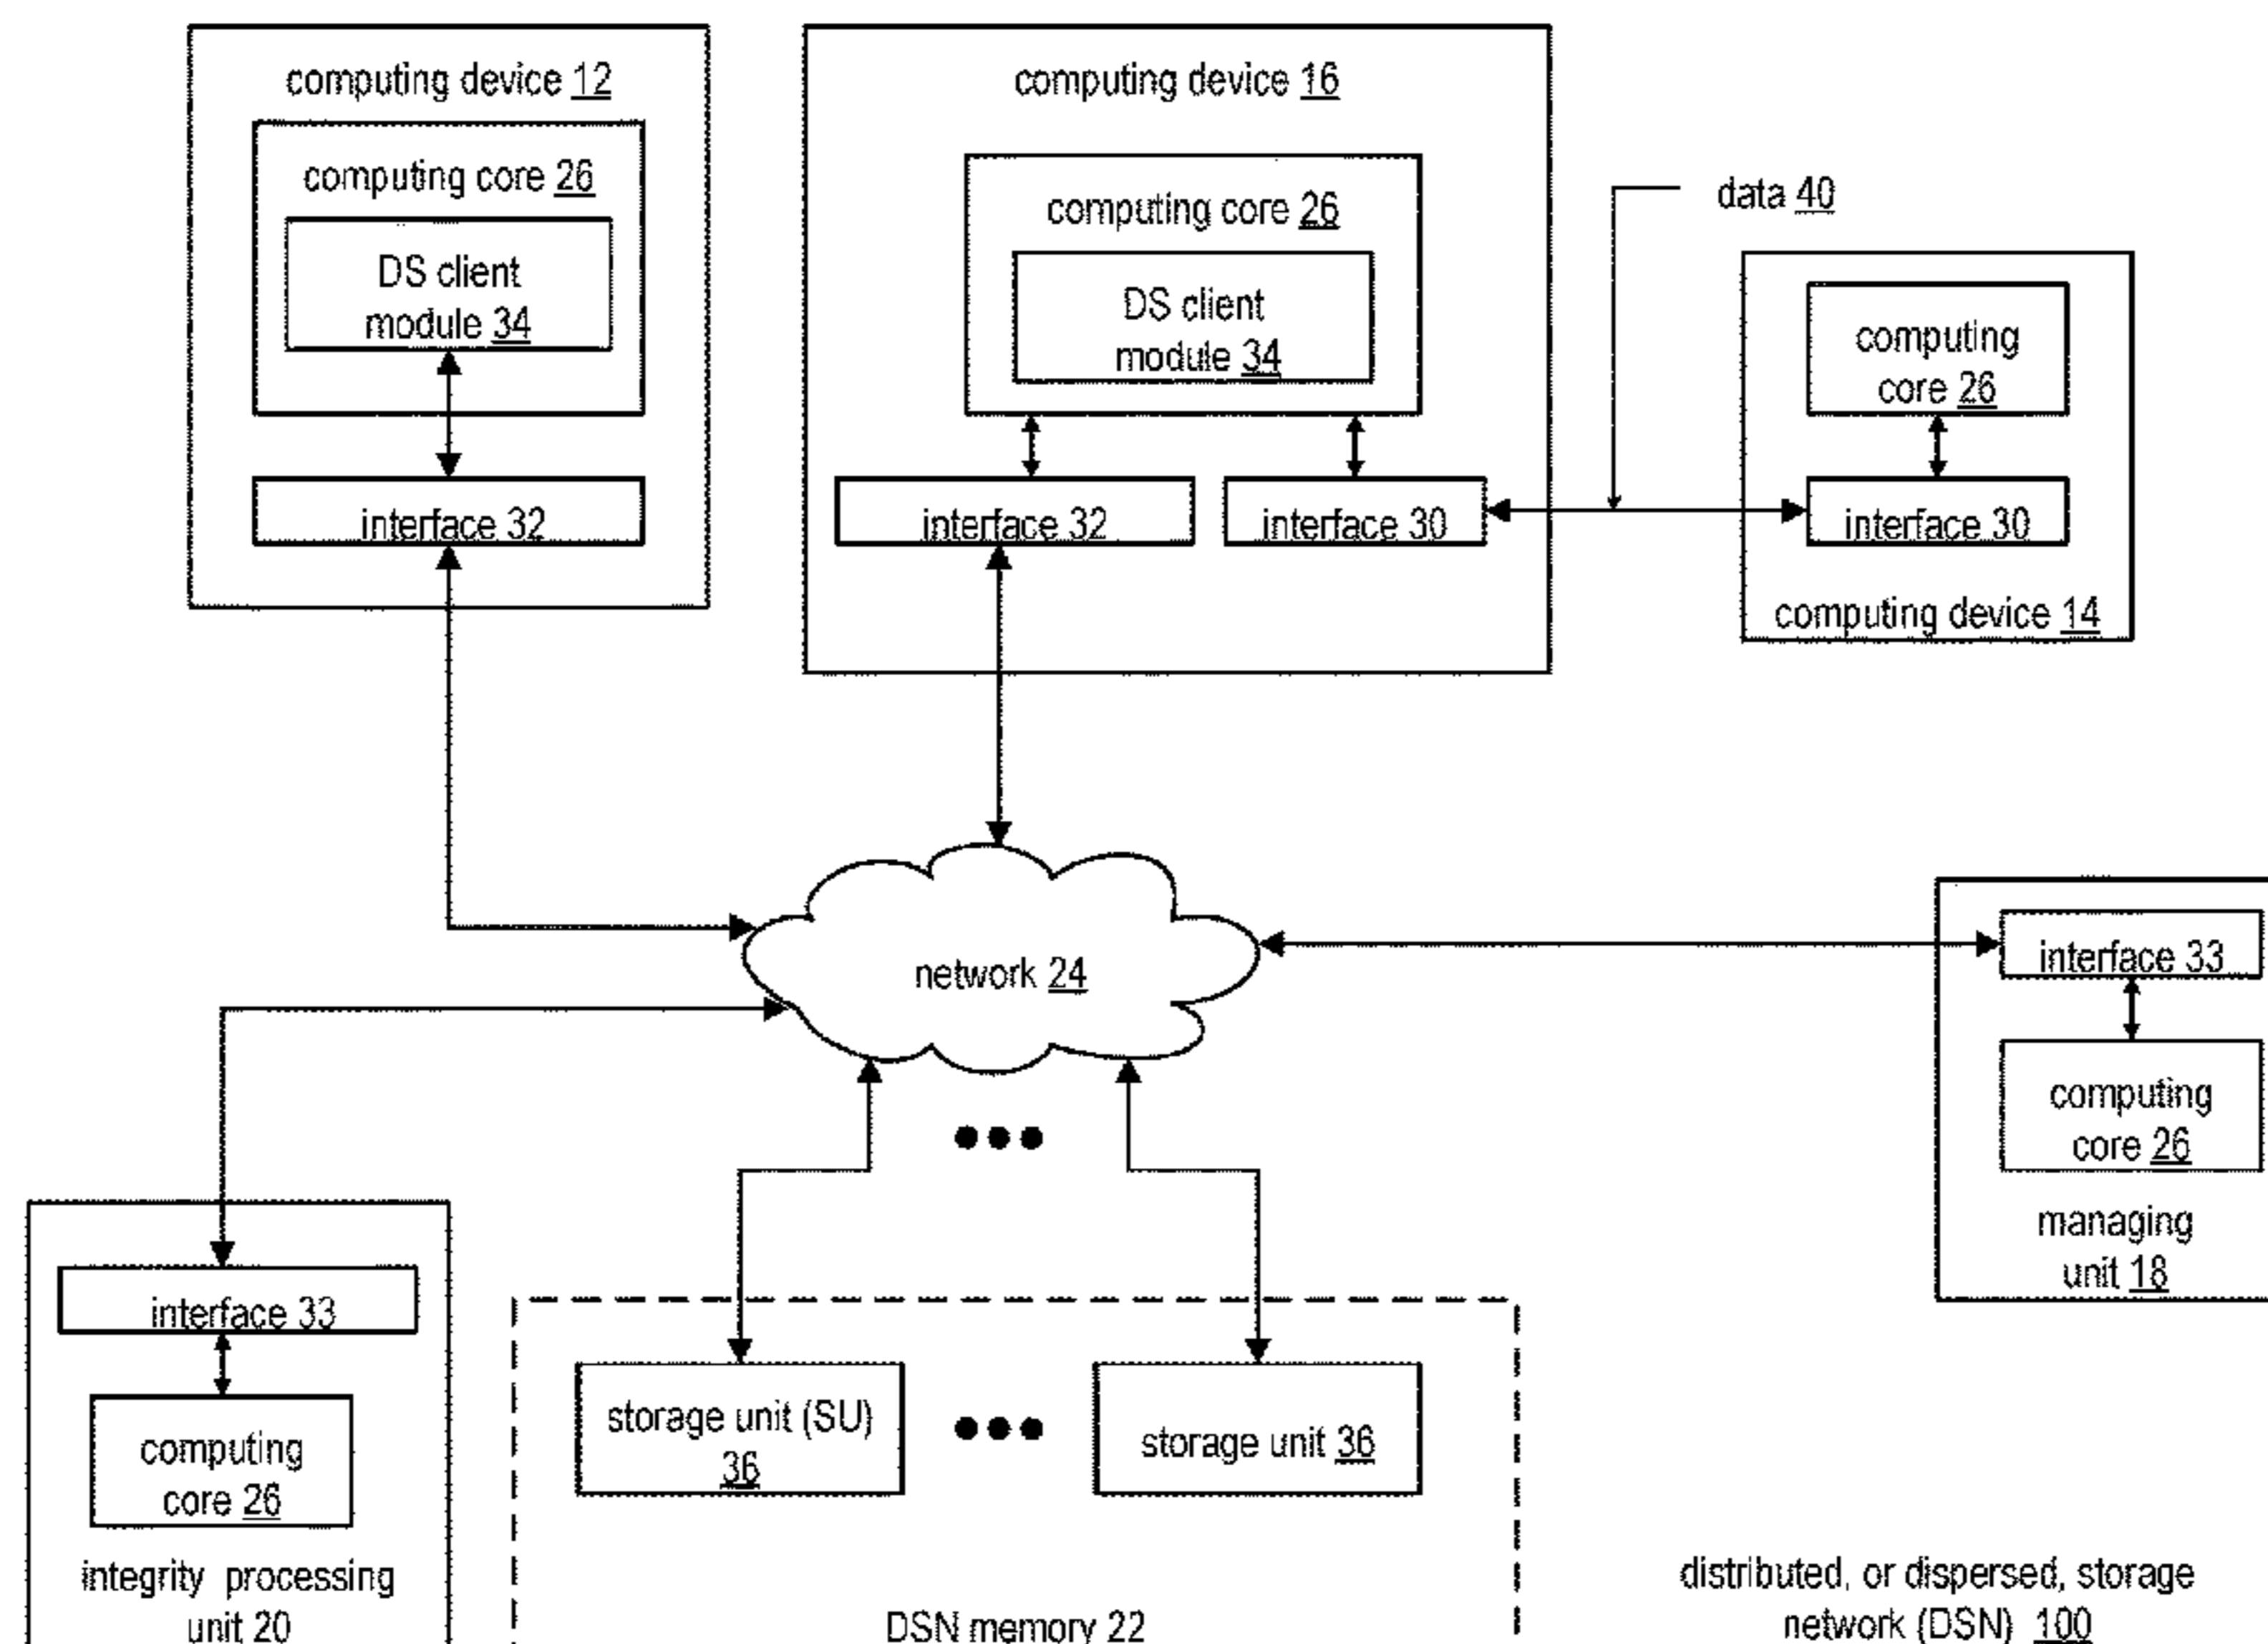 computing device 12
computing core 26
DS client
module 34
interface 32
computing device 16
computing core 26
DS client
module 34
interface 32
interface 30
data 40
computing
core 26
interface 30
computing device 14
network 24
interface 33
computing
core 26
managing
unit 18
interface 33
computing
core 26
integrity processing
unit 20
storage unit (SU)
36
storage unit 36
DSN memory 22
distributed, or dispersed, storage
network (DSN) 100